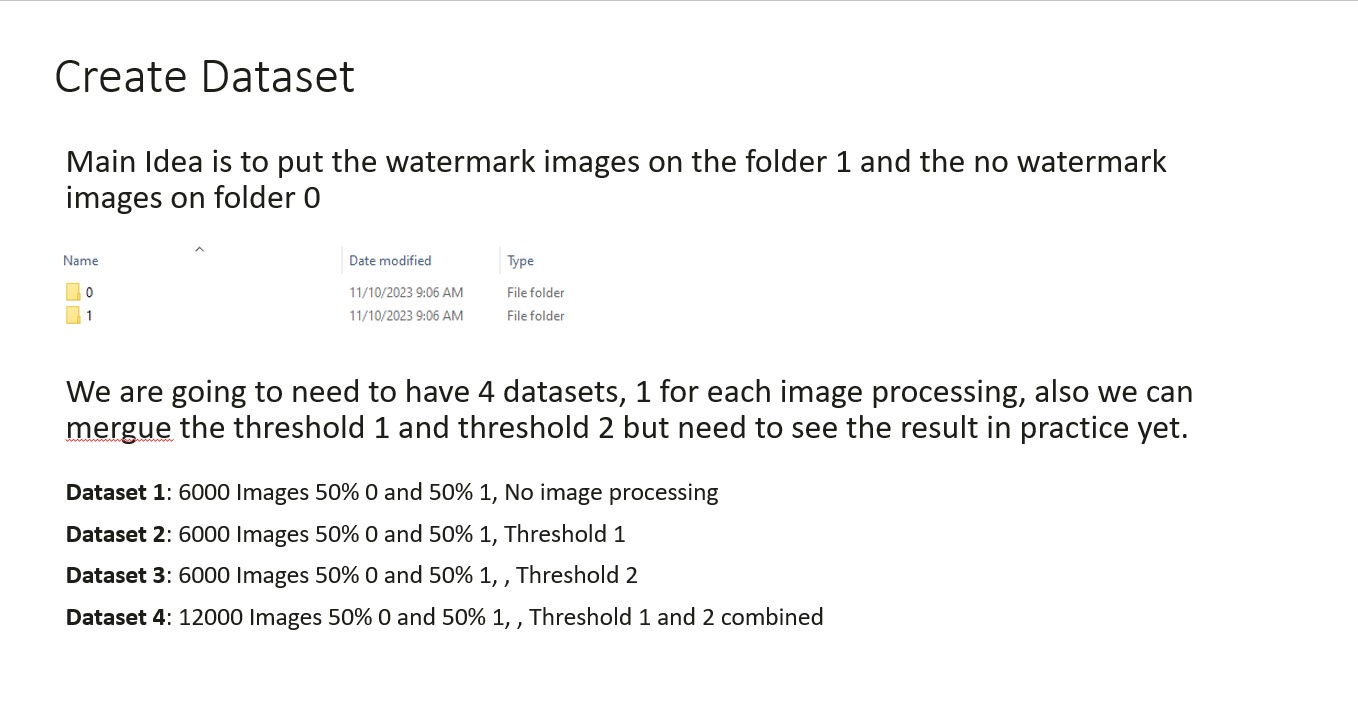 Create Dataset
Main Idea is to put the watermark images on the folder 1 and the no watermark
images on folder 0
Name Date modified Type
0 11/10/2023 9:06 AM File folder
1 11/10/2023 9:06 AM File folder
We are going to need to have 4 datasets, 1 for each image processing, also we can
mergue the threshold 1 and threshold 2 but need to see the result in practice yet.
Dataset 1: 6000 Images 50% 0 and 50% 1, No image processing
Dataset 2: 6000 Images 50% 0 and 50% 1, Threshold 1
Dataset 3: 6000 Images 50% 0 and 50% 1, , Threshold 2
Dataset 4: 12000 Images 50% 0 and 50% 1, , Threshold 1 and 2 combined